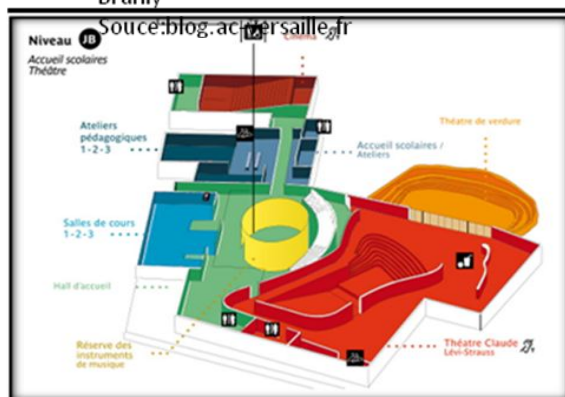 Souce:blog.ac-versaille,fr
Niveau JB
Accueil scolaires
Théâtre
Cinéma
Ateliers
pédagogiques
1-2-3
Accueil scolaires /
Ateliers
Théâtre de verdure
Salles de cours
1-2-3
Hall d'accueil
Réserve des
instruments
de musique
Théatre Claude
Lévi-Strauss